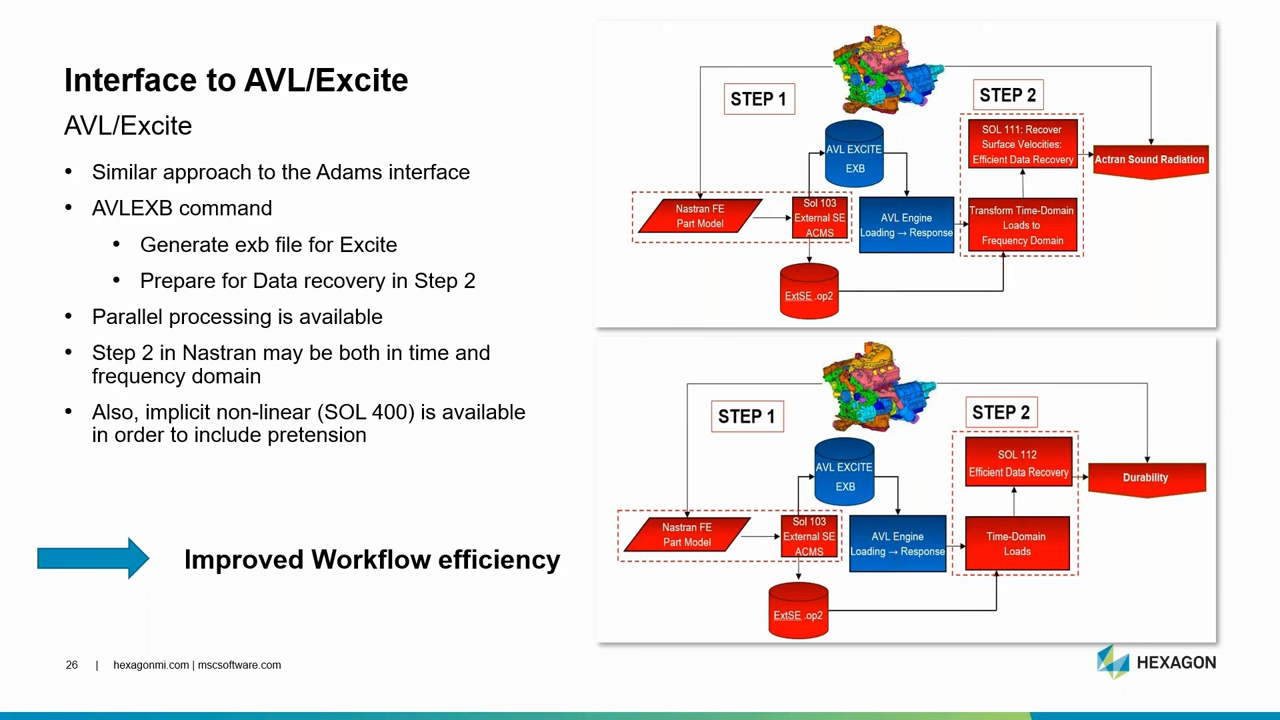 Interface to AVL/Excite
AVL/Excite
• Similar approach to the Adams interface
• AVLEXB command
• Generate exb file for Excite
• Prepare for Data recovery in Step 2
• Parallel processing is available
• Step 2 in Nastran may be both in time and
frequency domain
• Also, implicit non-linear (SOL 400) is available
in order to include pretension
Improved Workflow efficiency
STEP 1
STEP 2
AVL EXCITE
EXB
SOL 111: Recover
Surface Velocities:
Efficient Data Recovery
Actran Sound Radiation
Nastran FE
Part Model
Sol 103
External SE
ACMS
AVL Engine
Loading → Response
Transform Time-Domain
Loads to
Frequency Domain
ExtSE .op2
STEP 1
STEP 2
AVL EXCITE
EXB
SOL 112
Efficient Data Recovery
Durability
Nastran FE
Part Model
Sol 103
External SE
ACMS
AVL Engine
Loading → Response
Time-Domain
Loads
ExtSE .op2
26 | hexagonmi.com | mscsoftware.com
HEXAGON